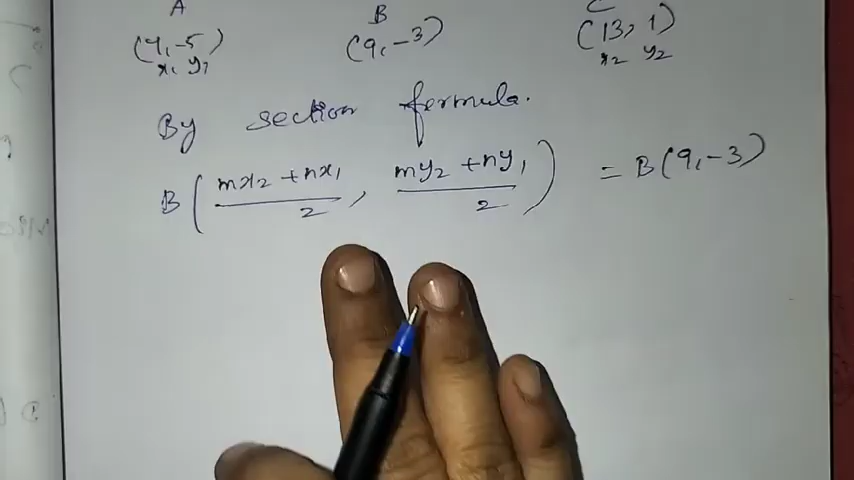 A B C
(4, -5) (9, -3) (13, 1)
x₁ y₁ x₂ y₂
By section formula.
B( mx₂ + nx₁ / 2 , my₂ + ny₁ / 2 ) = B(9, -3)